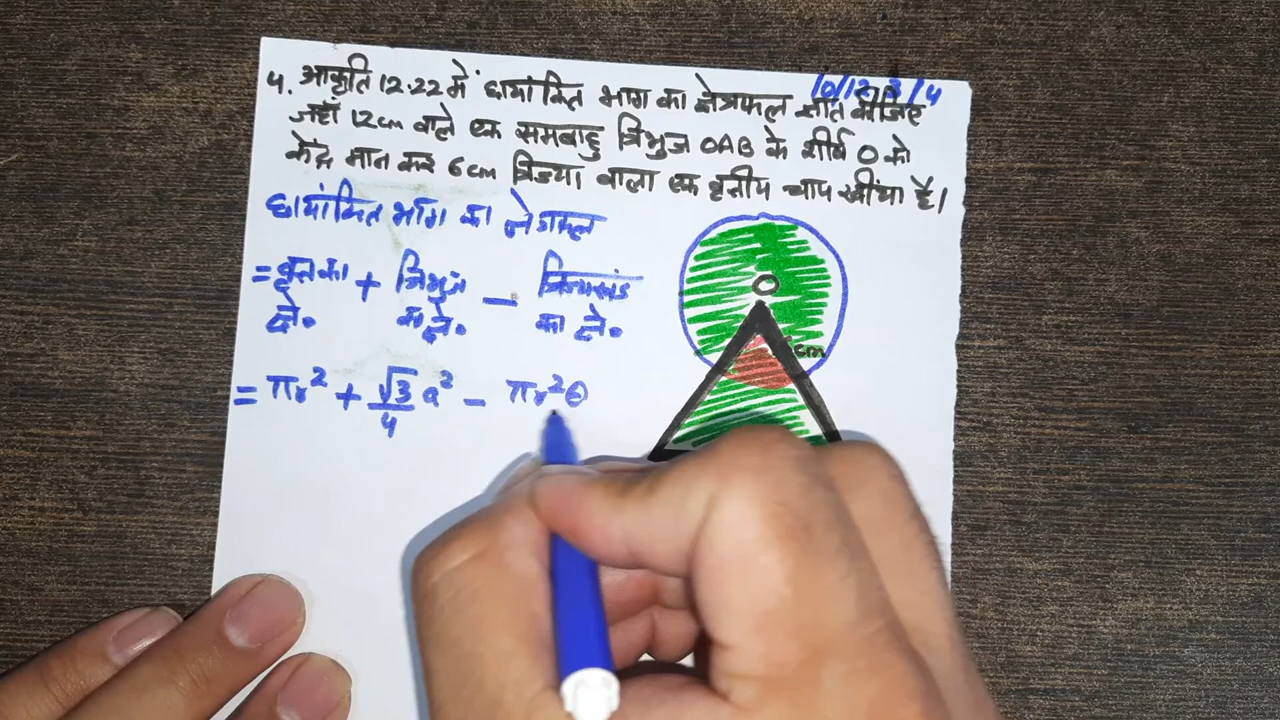 4. आकृति 12.22 में छायांकित भाग का क्षेत्रफल ज्ञात कीजिए
10/12.3/4
जहाँ 12cm वाले एक समबाहु त्रिभुज OAB के शीर्ष O को
केंद्र मान कर 6cm त्रिज्या वाला एक वृत्तीय चाप खींचा है।
छायांकित भाग का क्षेत्रफल
= वृत्त का + त्रिभुज - त्रिज्यखंड
क्षे० का क्षे० का क्षे०
= πr² + √3/4 a² - πr²θ
O
cm